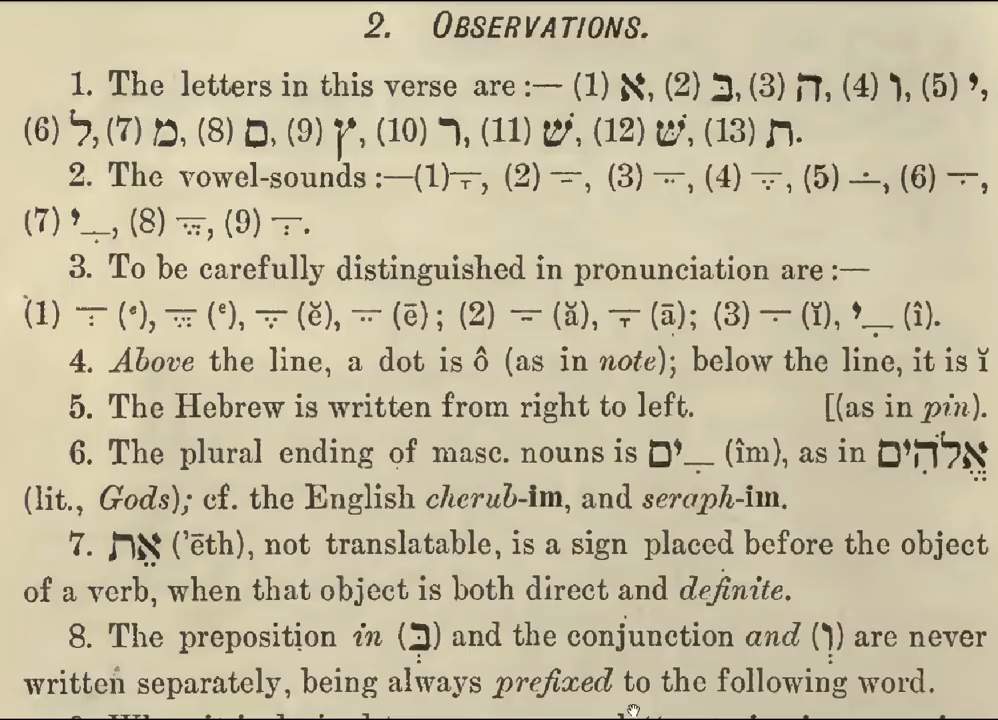 2. OBSERVATIONS.
1. The letters in this verse are :— (1) א, (2) בּ, (3) ה, (4) ו, (5) י,
(6) ל, (7) מ, (8) ם, (9) ץ, (10) ר, (11) שׁ, (12) שׂ, (13) ת.
2. The vowel-sounds :—(1) ָ, (2) ַ, (3) ֵ, (4) ֶ, (5) ֹ, (6) ִ,
(7) ִי, (8) ֱ, (9) ְ.
3. To be carefully distinguished in pronunciation are :—
(1) ְ (ᵉ), ֱ (ᵉ), ֶ (ĕ), ֵ (ē); (2) ַ (ă), ָ (ā); (3) ִ (ĭ), ִי (î).
4. Above the line, a dot is ô (as in note); below the line, it is ĭ
5. The Hebrew is written from right to left. [(as in pin).
6. The plural ending of masc. nouns is ִים (îm), as in אֱלֹהִים
(lit., Gods); cf. the English cherub-im, and seraph-im.
7. אֵת (’ēth), not translatable, is a sign placed before the object
of a verb, when that object is both direct and definite.
8. The preposition in (בְּ) and the conjunction and (וְ) are never
written separately, being always prefixed to the following word.